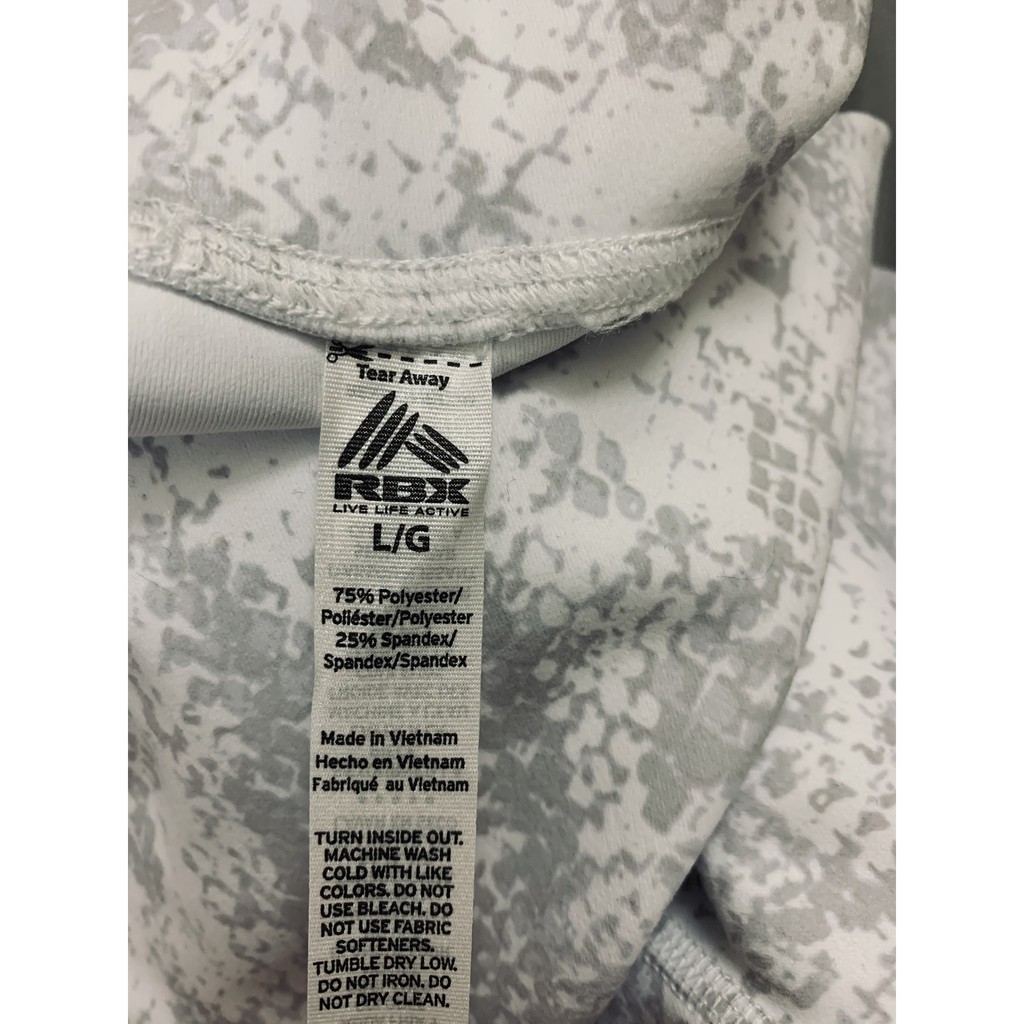 Tear Away
RBX
LIVE LIFE ACTIVE
L/G
75% Polyester/
Poliéster/Polyester
25% Spandex/
Spandex/Spandex
Made in Vietnam
Hecho en Vietnam
Fabriqué au Vietnam
TURN INSIDE OUT.
MACHINE WASH
COLD WITH LIKE
COLORS. DO NOT
USE BLEACH. DO
NOT USE FABRIC
SOFTENERS.
TUMBLE DRY LOW.
DO NOT IRON. DO
NOT DRY CLEAN.